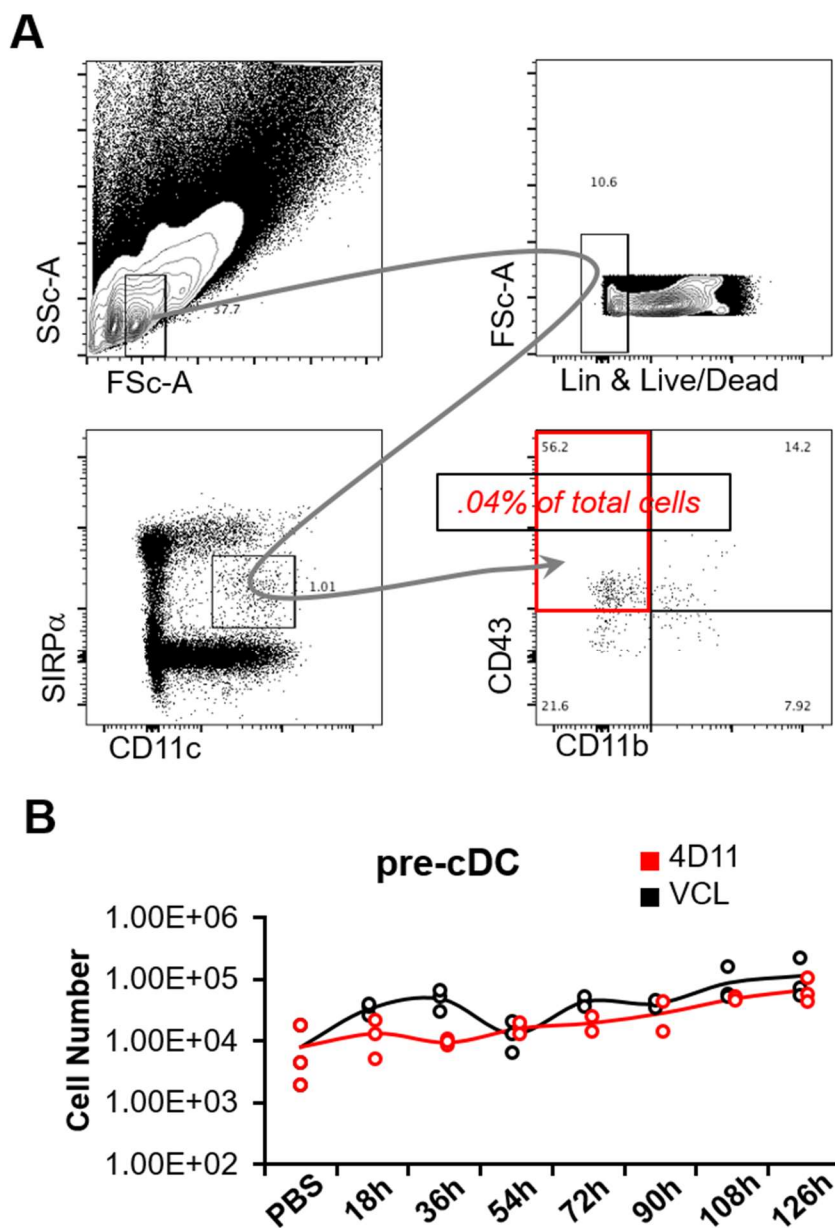 A
SSc-A
37.7
FSc-A
FSc-A
10.6
Lin & Live/Dead
SIRPα
1.01
CD11c
CD43
56.2
14.2
.04% of total cells
21.6
7.92
CD11b
B
pre-cDC
4D11
VCL
Cell Number
1.00E+06
1.00E+05
1.00E+04
1.00E+03
1.00E+02
PBS
18h
36h
54h
72h
90h
108h
126h